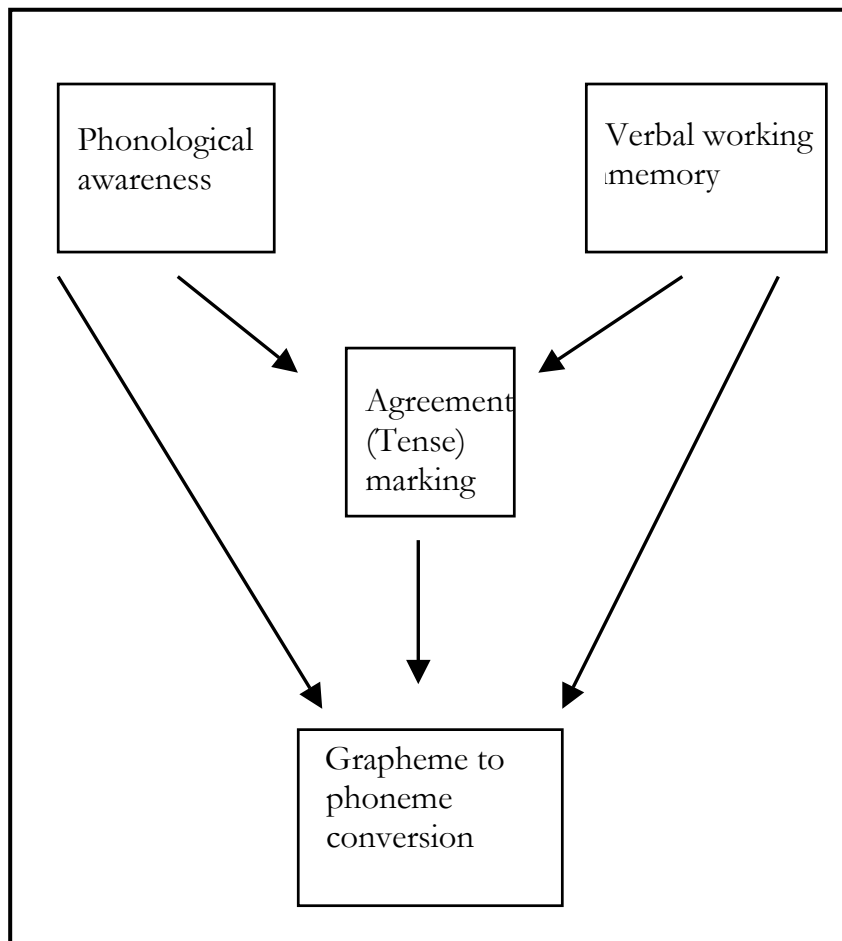 Phonological
awareness
Verbal working
memory
Agreement
(Tense)
marking
Grapheme to
phoneme
conversion